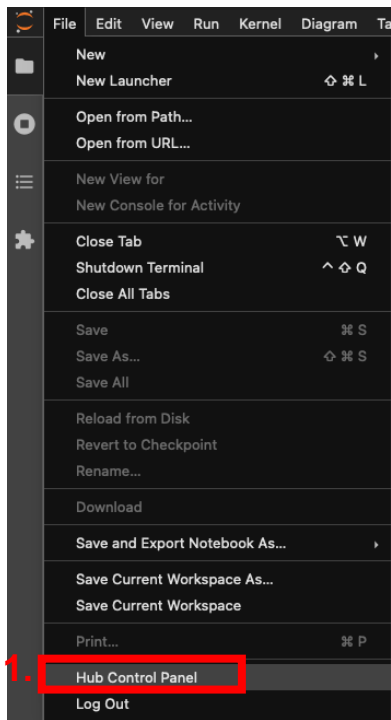 File Edit View Run Kernel Diagram Ta
New
New Launcher ⇧ ⌘ L
Open from Path...
Open from URL...
New View for
New Console for Activity
Close Tab ⌥ W
Shutdown Terminal ^ ⇧ Q
Close All Tabs
Save ⌘ S
Save As... ⇧ ⌘ S
Save All
Reload from Disk
Revert to Checkpoint
Rename...
Download
Save and Export Notebook As...
Save Current Workspace As...
Save Current Workspace
Print... ⌘ P
1. Hub Control Panel
Log Out